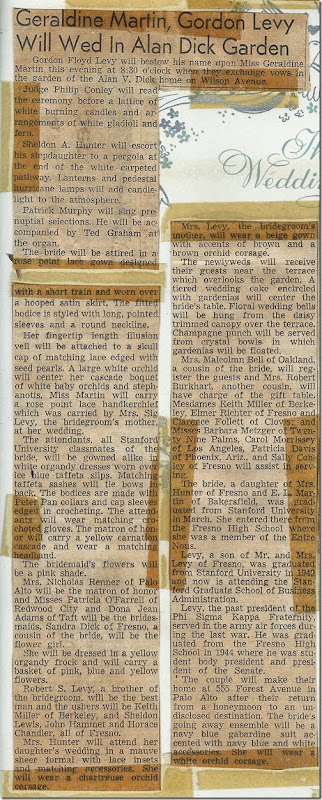 Geraldine Martin, Gordon Levy
Will Wed In Alan Dick Garden
Gordon Floyd Levy will bestow his name upon Miss Geraldine
Martin this evening at 8:30 o'clock when they exchange vows in
the garden of the Alan V. Dick home on Wilson Avenue.
Judge Philip Conley will read
the ceremony before a lattice of
white burning candles and ar-
rangements of white gladioli and
fern.
Sheldon A. Hunter will escort
his stepdaughter to a pergola at
the end of the white carpeted
pathway. Lanterns and pedestal
hurricane lamps will add candle-
light to the atmosphere.
Patrick Murphy will sing pre
nuptial selections. He will be ac
companied by Ted Graham at
the organ.
The bride will be attired in a
rose point lace gown designed
with a short train and worn over
a hooped satin skirt. The fitted
bodice is styled with long, pointed
sleeves and a round neckline.
Her fingertip length illusion
veil will be attached to a skull
cap of matching lace edged with
seed pearls. A large white orchid
will center her cascade boquet
of white baby orchids and steph-
anotis, Miss Martin will carry
a rose point lace handkerchief
which was carried by Mrs. Sig
Levy, the bridegroom's mother,
at her wedding.
The attendants, all Stanford
University classmates of the
bride, will be gowned alike in
white organdy dresses worn over
ice blue taffeta slips. Matching
taffeta sashes will tie bows in
back. The bodices are made with
Peter Pan collars and cap sleeves
edged in crocheting. The attend
ants will wear matching cro-
cheted gloves. The matron of hon-
or will carry a yellow carnation
cascade and wear a matching
headband.
The bridemaid's flowers will
be a pink shade.
Mrs. Nicholas Renner of Palo
Alto will be the matron of honor
and Misses Patricia O'Farrell of
Redwood City and Dona Jean
Adams of Taft will be the brides-
maids, Sandra Dick of Fresno, a
cousin of the bride, will be the
flower girl.
She will be dressed in a yellow
organdy frock and will carry a
basket of pink, blue and yellow
flowers.
Robert S. Levy, a brother of
the bridegroom, will be the best
man and the ushers will be Keith
Miller of Berkeley, and Sheldon
Lewis, John Himmel and Horace
Chandler, all of Fresno.
Mrs. Hunter will attend her
daughter's wedding in a mauve
sheer formal with lace insets
and matching accessories. She
will wear a chartreuse orchid
corsage.
Wedding
Mrs. Levy, the bridegroom's
mother, will wear a beige gown
with accents of brown and a
brown orchid corsage.
The newlyweds will receive
their guests near the terrace
which overlooks the garden. A
tiered wedding cake encircled
with gardenias will center the
bride's table. Floral wedding bells
will be hung from the daisy
trimmed canopy over the terrace.
Champagne punch will be served
from crystal bowls in which
gardenias will be floated.
Mrs. Malcolmn Bell of Oakland,
a cousin of the bride, will reg
ister the guests and Mrs. Robert
Burkhart, another cousin, will
have charge of the gift table.
Mesdames Keith Miller of Berke-
ley, Elmer Richter of Fresno and
Clarence Follett of Clovis, and
Misses Barbara Metzger of Twen-
ty Nine Palms, Carol Morrissey
of Los Angeles, Patricia Davis
of Phoenix, Ariz., and Sally Con-
ley of Fresno will assist in serv-
ing.
The bride, a daughter of Mrs.
Hunter of Fresno and E. L. Mar-
tin of Bakersfield, was grad-
uated from Stanford University
in March. She entered there from
the Fresno High School where
she was a member of the Ente
Nous.
Levy, a son of Mr. and Mrs.
Levy of Fresno, was graduated
from Stanford University in 1949
and now is attending the Stan-
ford Graduate School of Business
Administration.
Levy, the past president of the
Phi Sigma Kappa Fraternity,
served in the army air forces dur-
ing the last war. He was grad-
uated from the Fresno High
School in 1944 where he was stu-
dent body president and presi-
dent of the Senate.
The couple will make their
home at 555 Forest Avenue in
Palo Alto after their return
from a honeymoon to an un-
disclosed destination. The bride's
going away ensemble will be a
navy blue gabardine suit ac-
cented with navy blue and white
accessories. She will wear a
white orchid corsage.